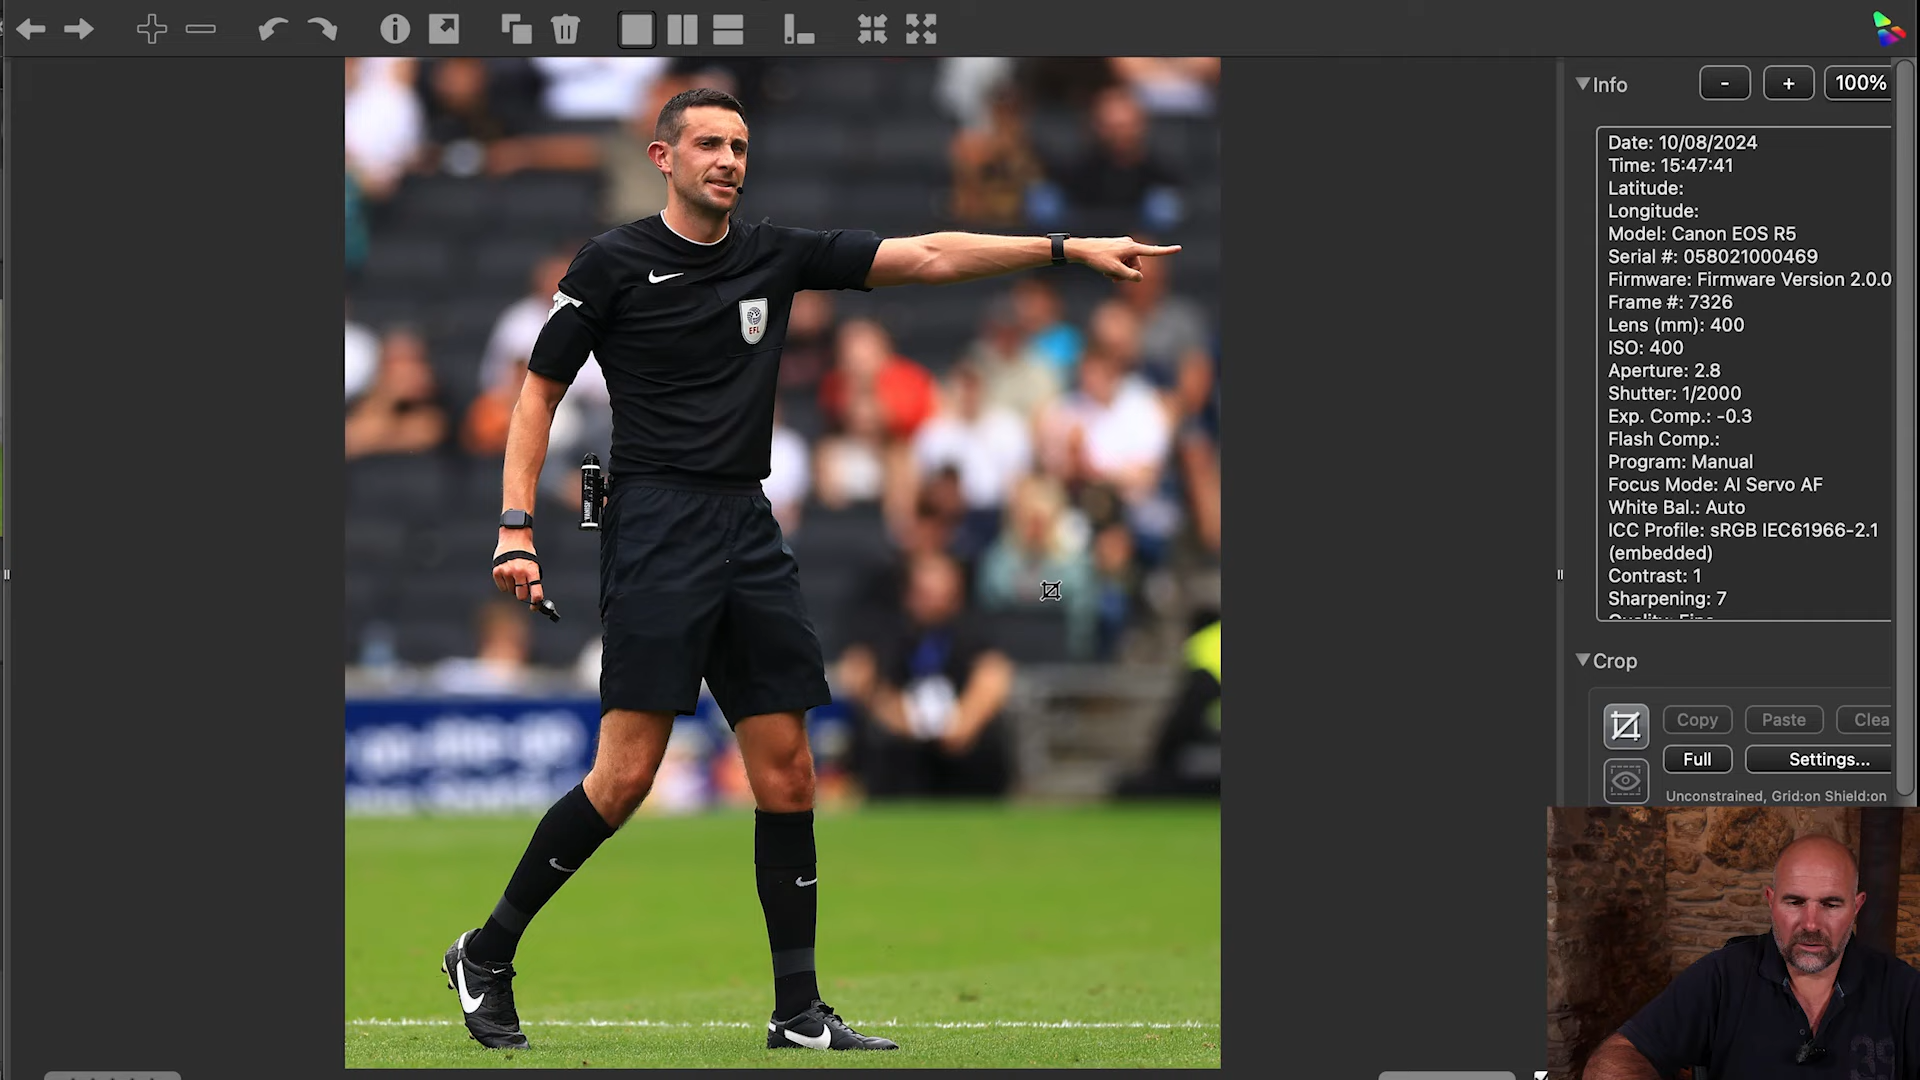 Info
-
+
100%
Date: 10/08/2024
Time: 15:47:41
Latitude:
Longitude:
Model: Canon EOS R5
Serial #: 058021000469
Firmware: Firmware Version 2.0.0
Frame #: 7326
Lens (mm): 400
ISO: 400
Aperture: 2.8
Shutter: 1/2000
Exp. Comp.: -0.3
Flash Comp.:
Program: Manual
Focus Mode: AI Servo AF
White Bal.: Auto
ICC Profile: sRGB IEC61966-2.1
(embedded)
Contrast: 1
Sharpening: 7
Quality: Fine
EFL
Crop
Copy
Paste
Clea
Full
Settings...
Unconstrained, Grid:on Shield:on